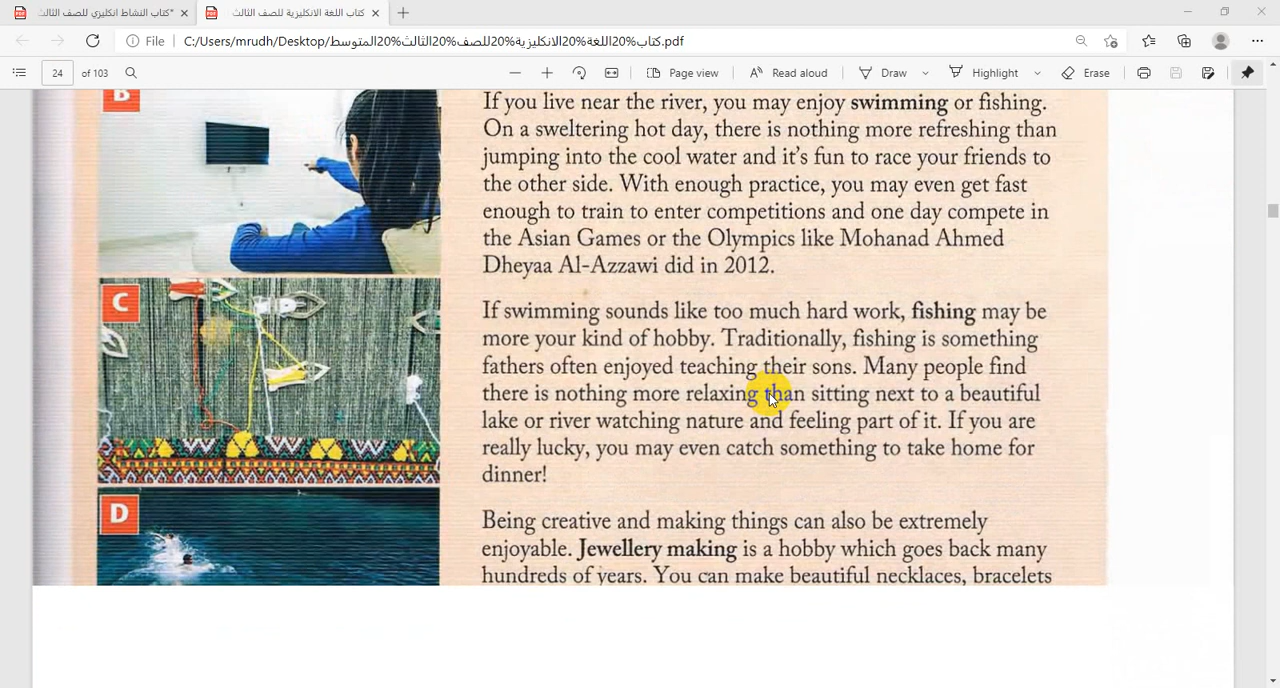 *كتاب النشاط انكليزي للصف الثالث
كتاب اللغة الانكليزية للصف الثالث
File
C:/Users/mrudh/Desktop/كتاب%20اللغة%20الانكليزية%20للصف%20الثالث%20المتوسط.pdf
24 of 103
Page view
Read aloud
Draw
Highlight
Erase
B
If you live near the river, you may enjoy swimming or fishing.
On a sweltering hot day, there is nothing more refreshing than
jumping into the cool water and it's fun to race your friends to
the other side. With enough practice, you may even get fast
enough to train to enter competitions and one day compete in
the Asian Games or the Olympics like Mohanad Ahmed
Dheyaa Al-Azzawi did in 2012.
C
If swimming sounds like too much hard work, fishing may be
more your kind of hobby. Traditionally, fishing is something
fathers often enjoyed teaching their sons. Many people find
there is nothing more relaxing than sitting next to a beautiful
lake or river watching nature and feeling part of it. If you are
really lucky, you may even catch something to take home for
dinner!
D
Being creative and making things can also be extremely
enjoyable. Jewellery making is a hobby which goes back many
hundreds of years. You can make beautiful necklaces, bracelets